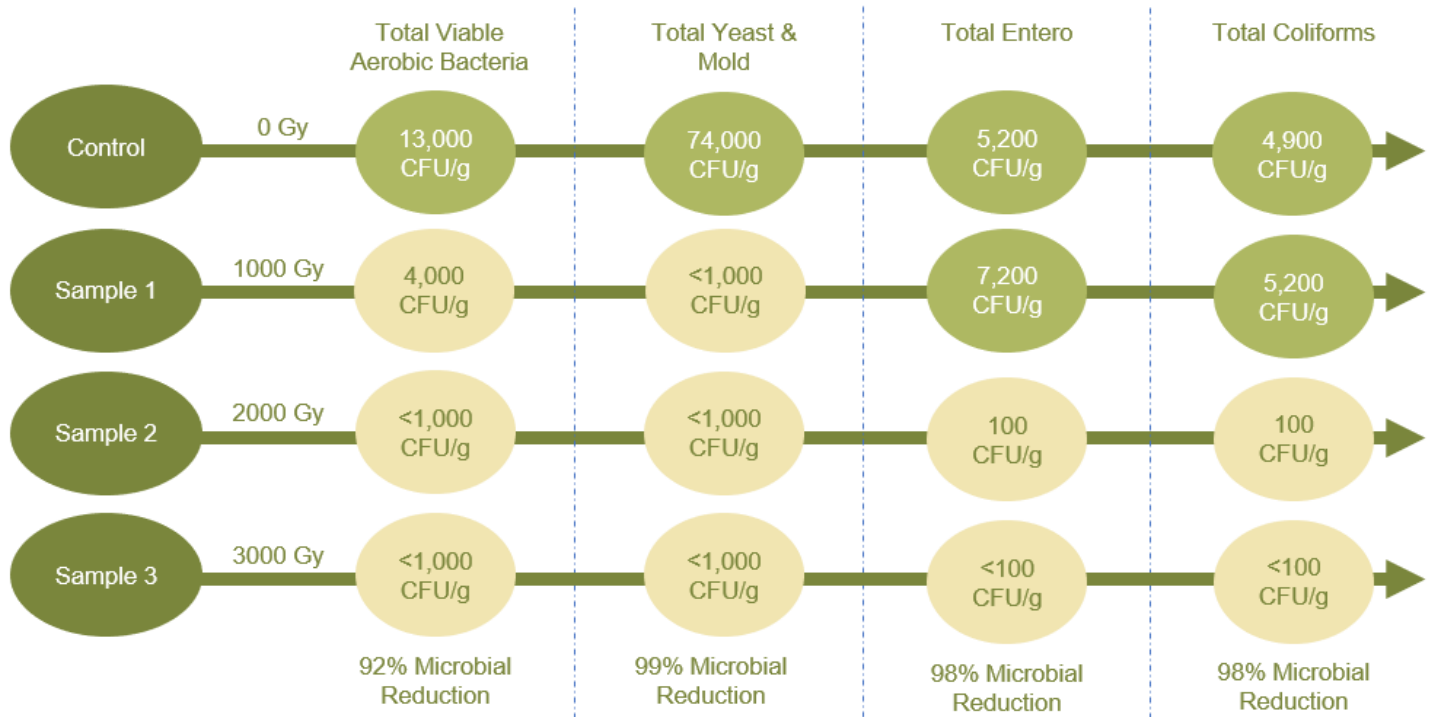 Total Viable
Aerobic Bacteria
Total Yeast &
Mold
Total Entero
Total Coliforms
Control
0 Gy
13,000
CFU/g
74,000
CFU/g
5,200
CFU/g
4,900
CFU/g
Sample 1
1000 Gy
4,000
CFU/g
<1,000
CFU/g
7,200
CFU/g
5,200
CFU/g
Sample 2
2000 Gy
<1,000
CFU/g
<1,000
CFU/g
100
CFU/g
100
CFU/g
Sample 3
3000 Gy
<1,000
CFU/g
<1,000
CFU/g
<100
CFU/g
<100
CFU/g
92% Microbial
Reduction
99% Microbial
Reduction
98% Microbial
Reduction
98% Microbial
Reduction